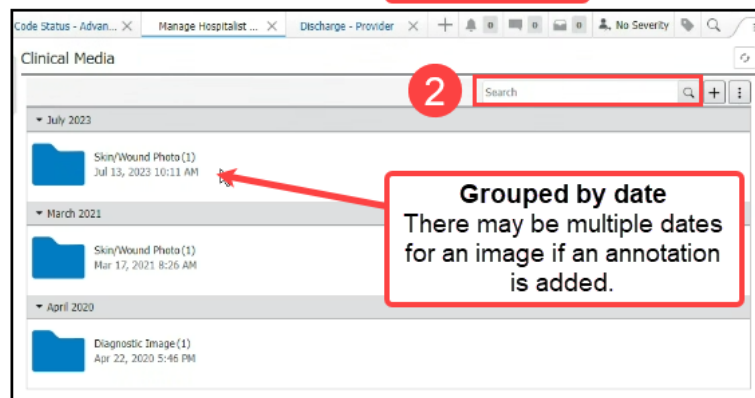 Code Status - Advan... Manage Hospitalist ... Discharge - Provider 0 0 0 No Severity
Clinical Media
2 Search
July 2023
Skin/Wound Photo (1)
Jul 13, 2023 10:11 AM
Grouped by date
There may be multiple dates
for an image if an annotation
is added.
March 2021
Skin/Wound Photo (1)
Mar 17, 2021 8:26 AM
April 2020
Diagnostic Image (1)
Apr 22, 2020 5:46 PM